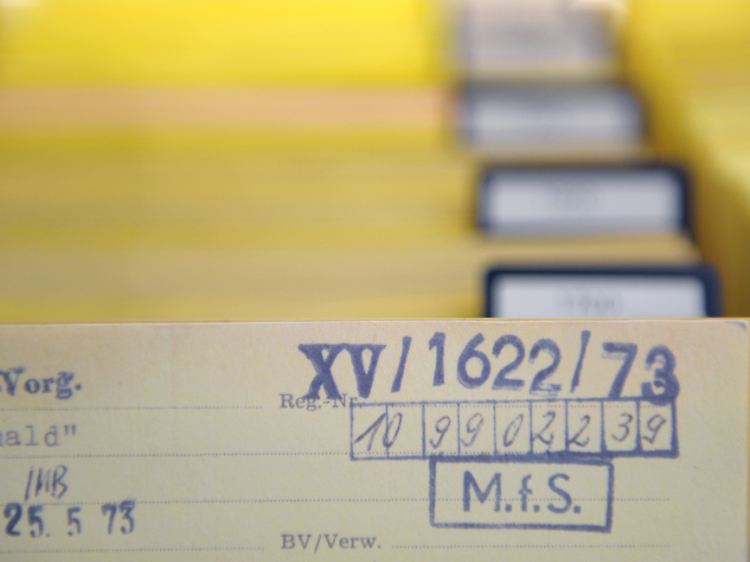 Vorg.
XV/1622/73
Reg.-Nr.
ald"
10 9 9 0 2 2 3 9
/HB
M.f.S.
25. 5 73
BV/Verw.